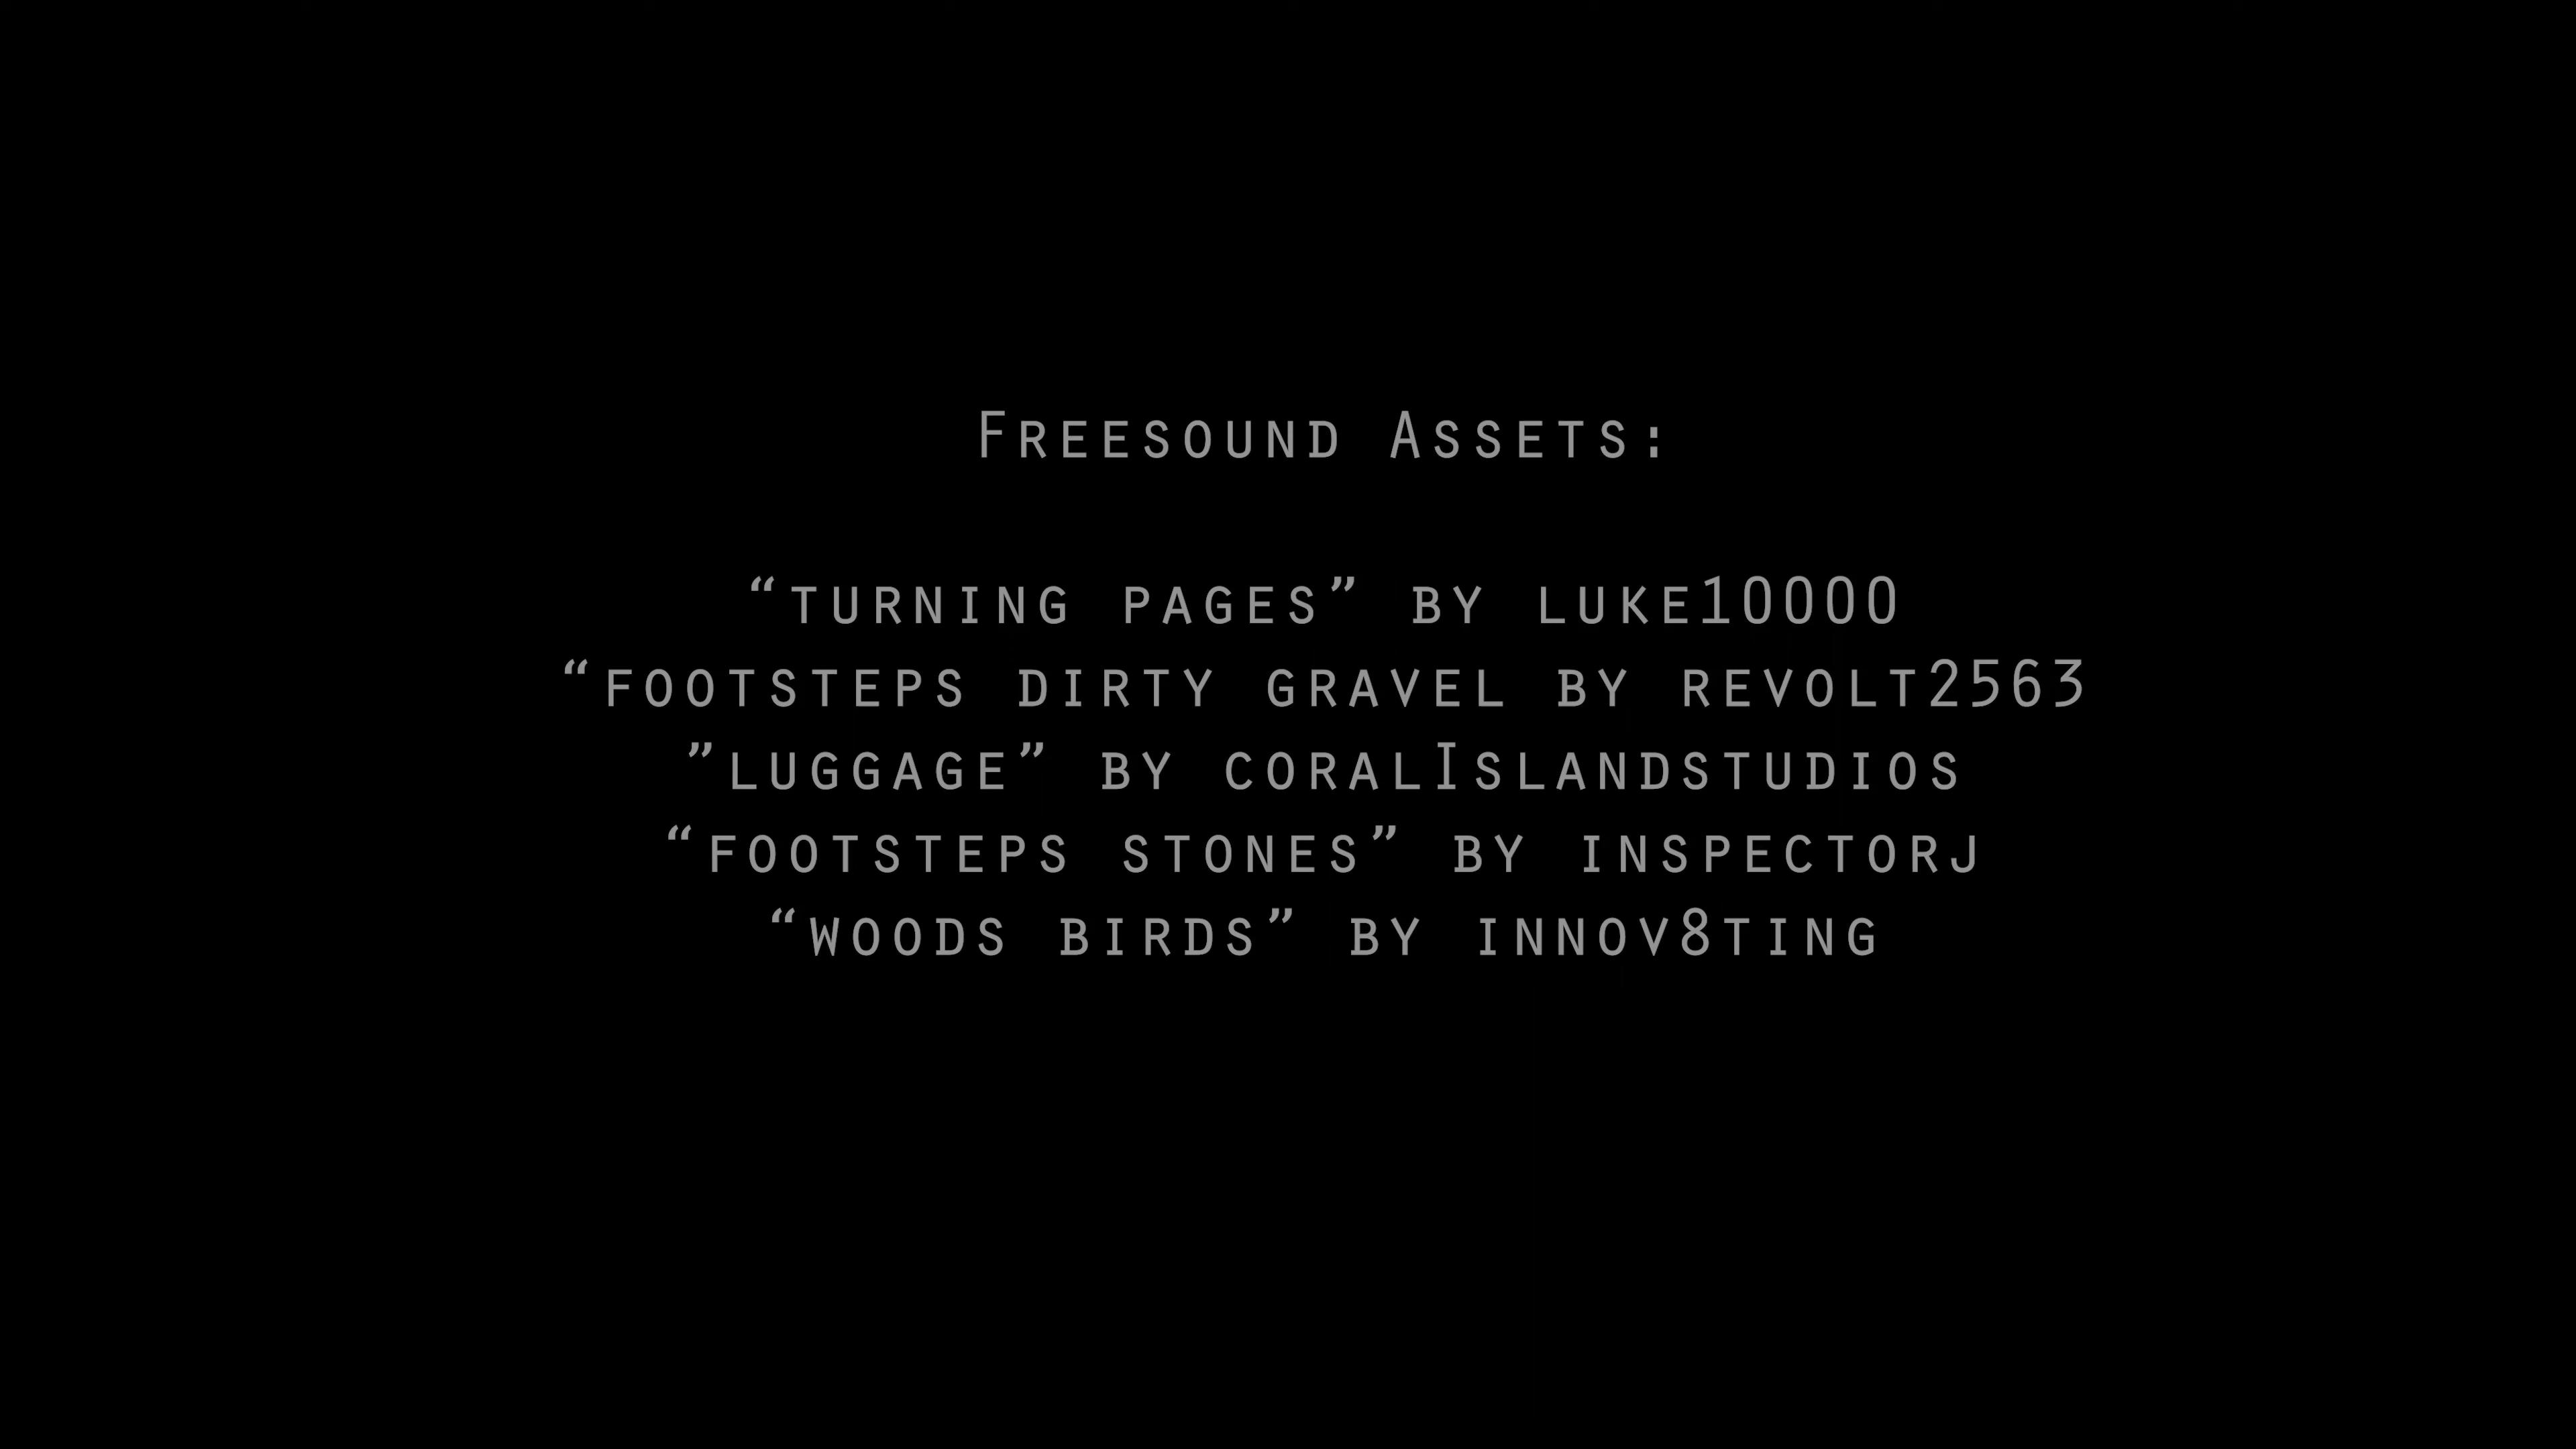 Freesound Assets:
“turning pages” by luke10000
“footsteps dirty gravel by revolt2563
”luggage” by coralIslandstudios
“footsteps stones” by inspectorj
“woods birds” by innov8ting